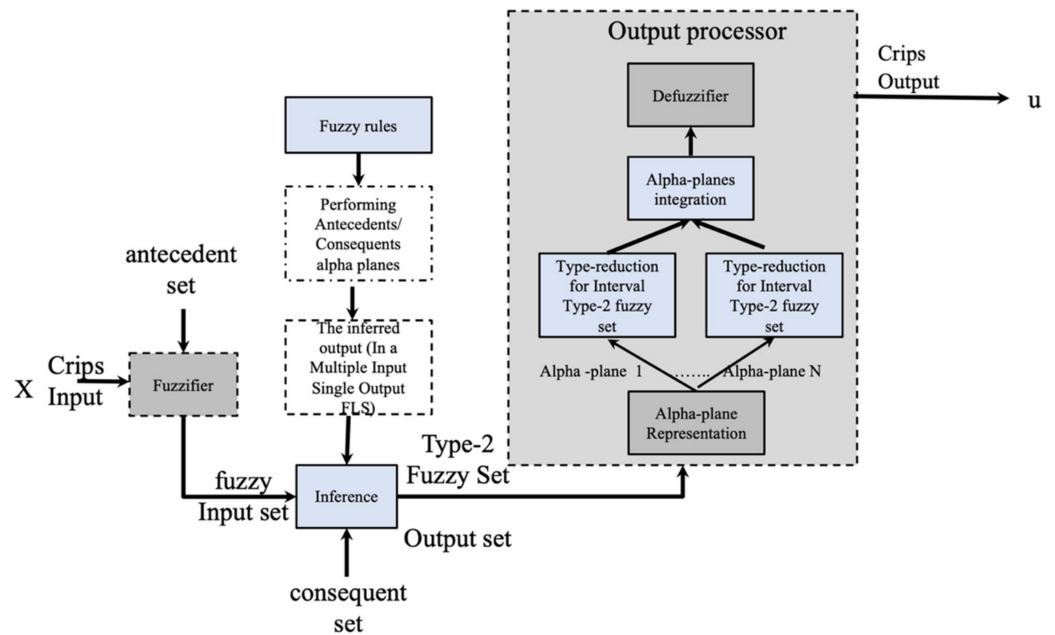 Output processor
Crips
Output
u
Defuzzifier
Alpha-planes
integration
Type-reduction
for Interval
Type-2 fuzzy
set
Type-reduction
for Interval
Type-2 fuzzy
set
Alpha -plane 1
.......
Alpha-plane N
Alpha-plane
Representation
Fuzzy rules
Performing
Antecedents/
Consequents
alpha planes
The inferred
output (In a
Multiple Input
Single Output
FLS)
antecedent
set
X
Crips
Input
Fuzzifier
fuzzy
Input set
Inference
Type-2
Fuzzy Set
Output set
consequent
set